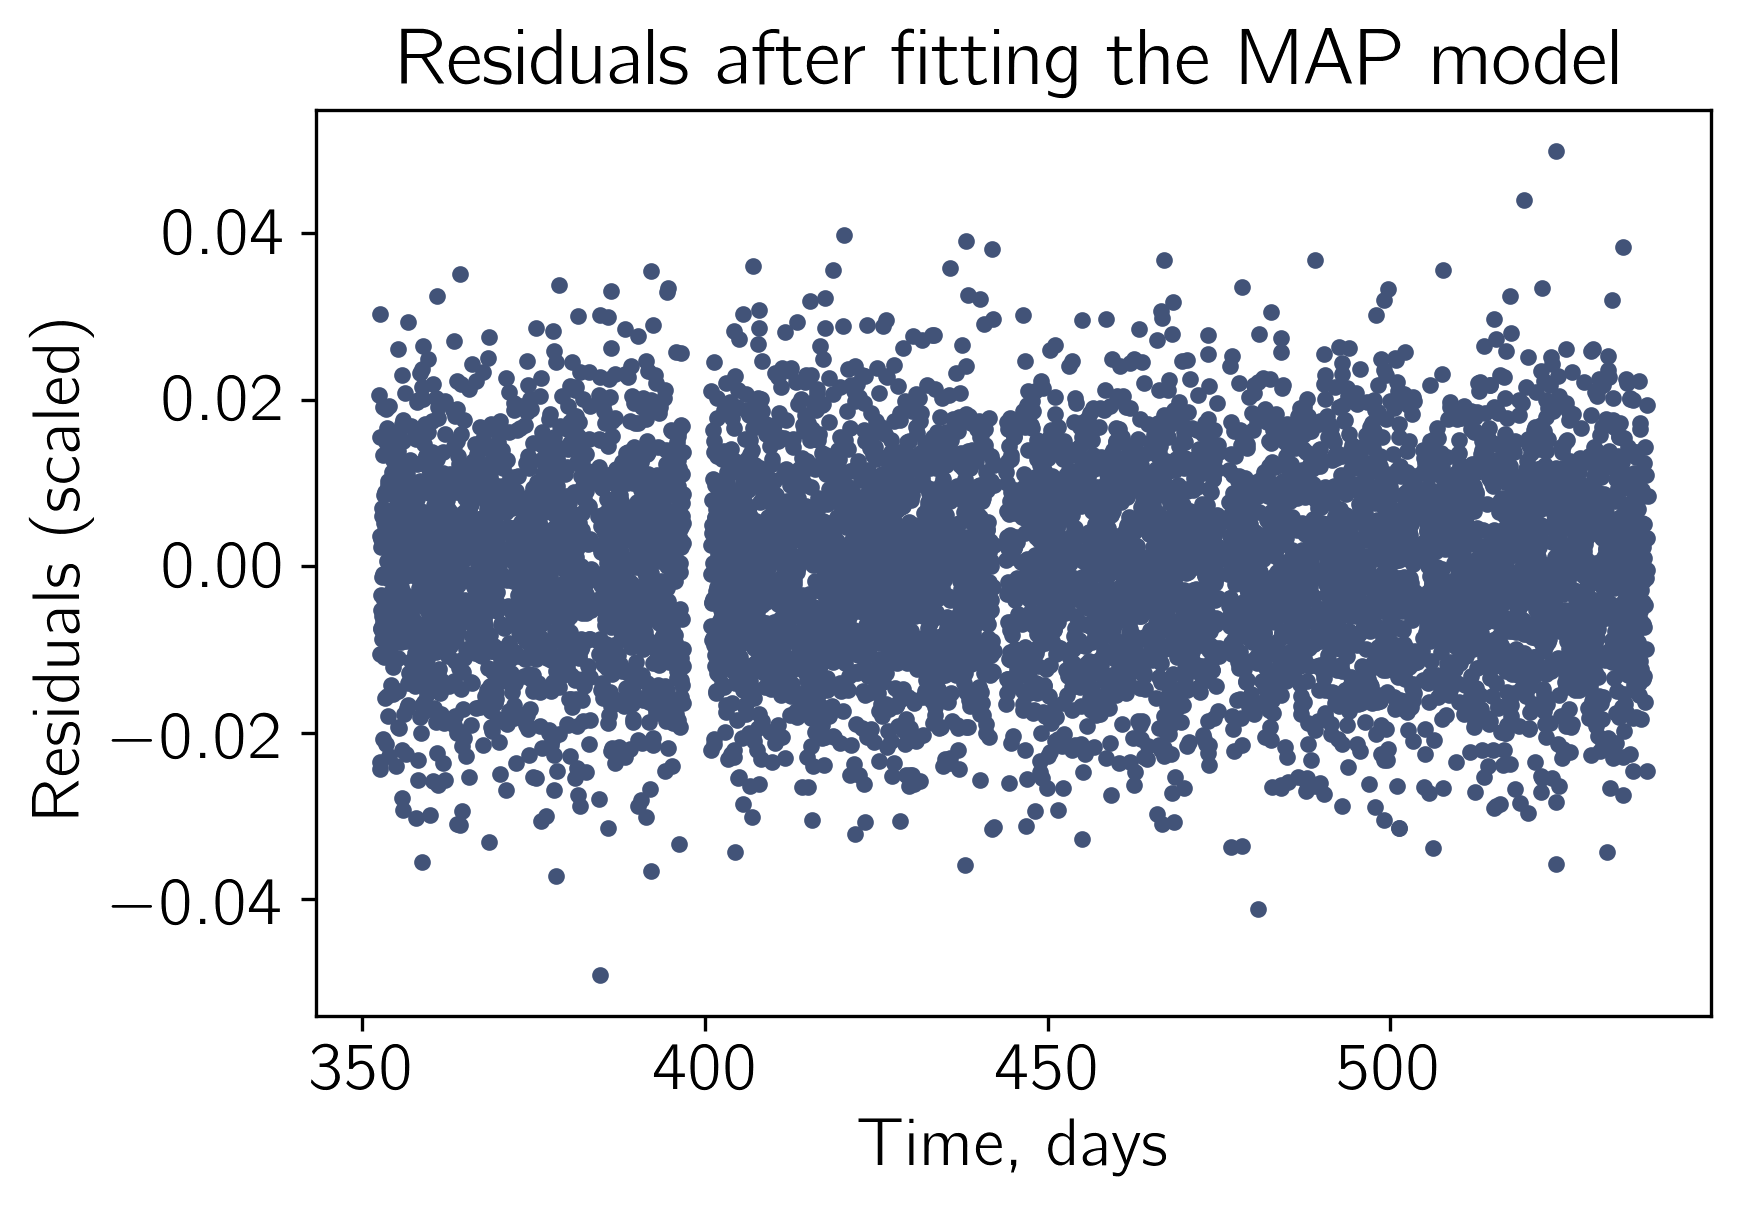 Residuals after fitting the MAP model
Residuals (scaled)
0.04
0.02
0.00
−0.02
−0.04
350 400 450 500
Time, days